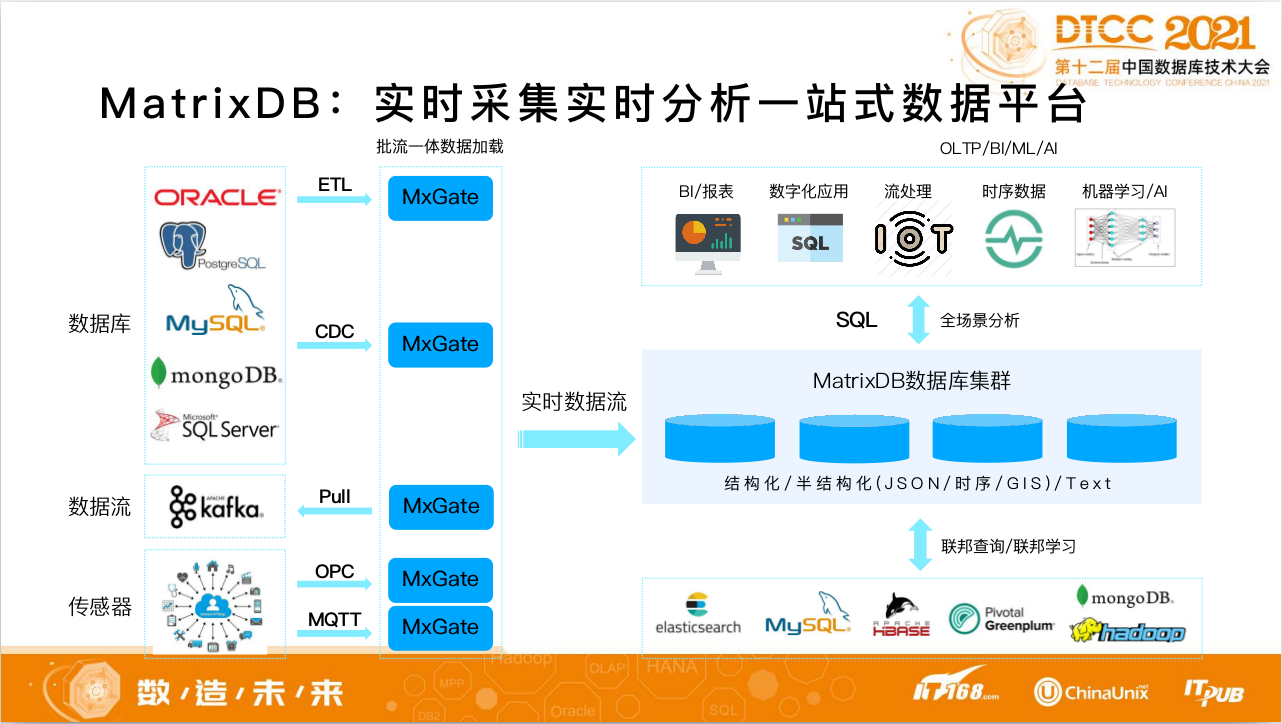 DTCC 2021
第十二届中国数据库技术大会
DATABASE TECHNOLOGY CONFERENCE CHINA 2021
MatrixDB：实时采集实时分析一站式数据平台
批流一体数据加载
OLTP/BI/ML/AI
数据库
ORACLE
PostgreSQL
MySQL
mongoDB
Microsoft
SQL Server
ETL
MxGate
CDC
MxGate
数据流
APACHE
kafka
Pull
MxGate
传感器
OPC
MxGate
MQTT
MxGate
实时数据流
BI/报表
数字化应用
流处理
时序数据
机器学习/AI
SQL
IOT
SQL
全场景分析
MatrixDB数据库集群
结构化/半结构化(JSON/时序/GIS)/Text
联邦查询/联邦学习
elasticsearch
MySQL
APACHE
HBASE
Pivotal
Greenplum
mongoDB
hadoop
数/造/未/来
Hadoop
MPP
DB2
OLAP
HANA
Oracle
SQL
IT168.com
ChinaUnix.net
ITPUB